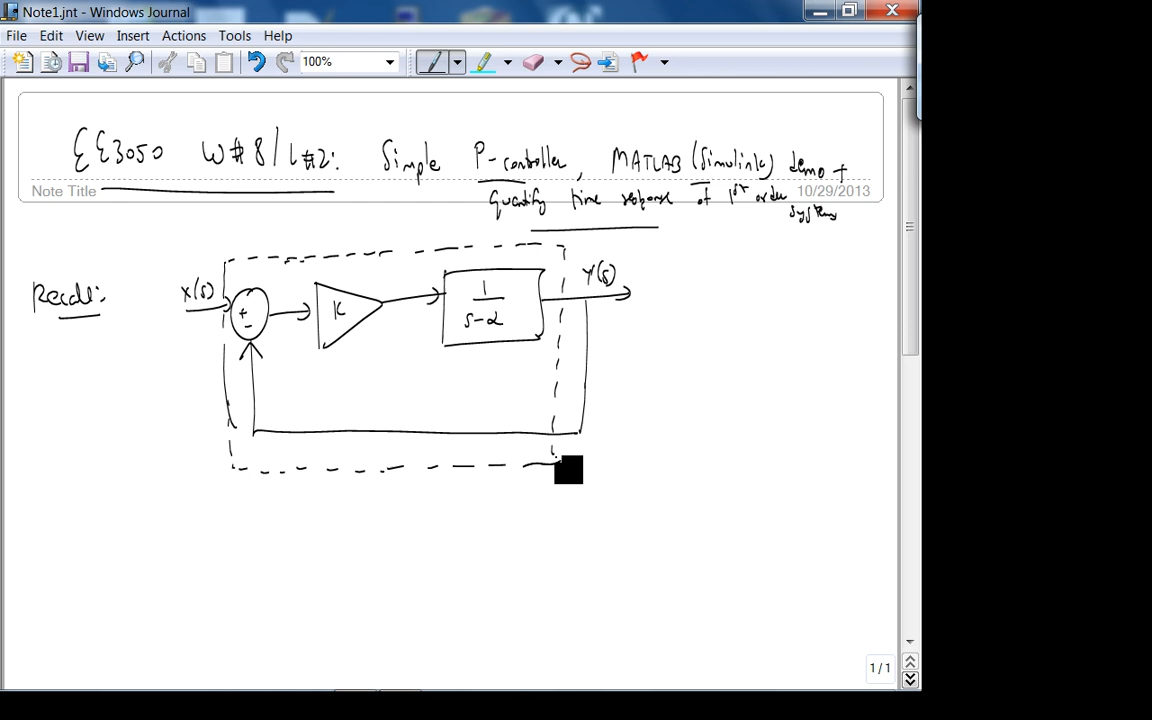 Note1.jnt - Windows Journal
File Edit View Insert Actions Tools Help
100%
EE3050 W#8/L#2: Simple P-controller, MATLAB (Simulink) demo +
quantify time response of 1st order
systems
Note Title
10/29/2013
Recall:
X(s)
+
-
K
1
s-α
Y(s)
1 / 1